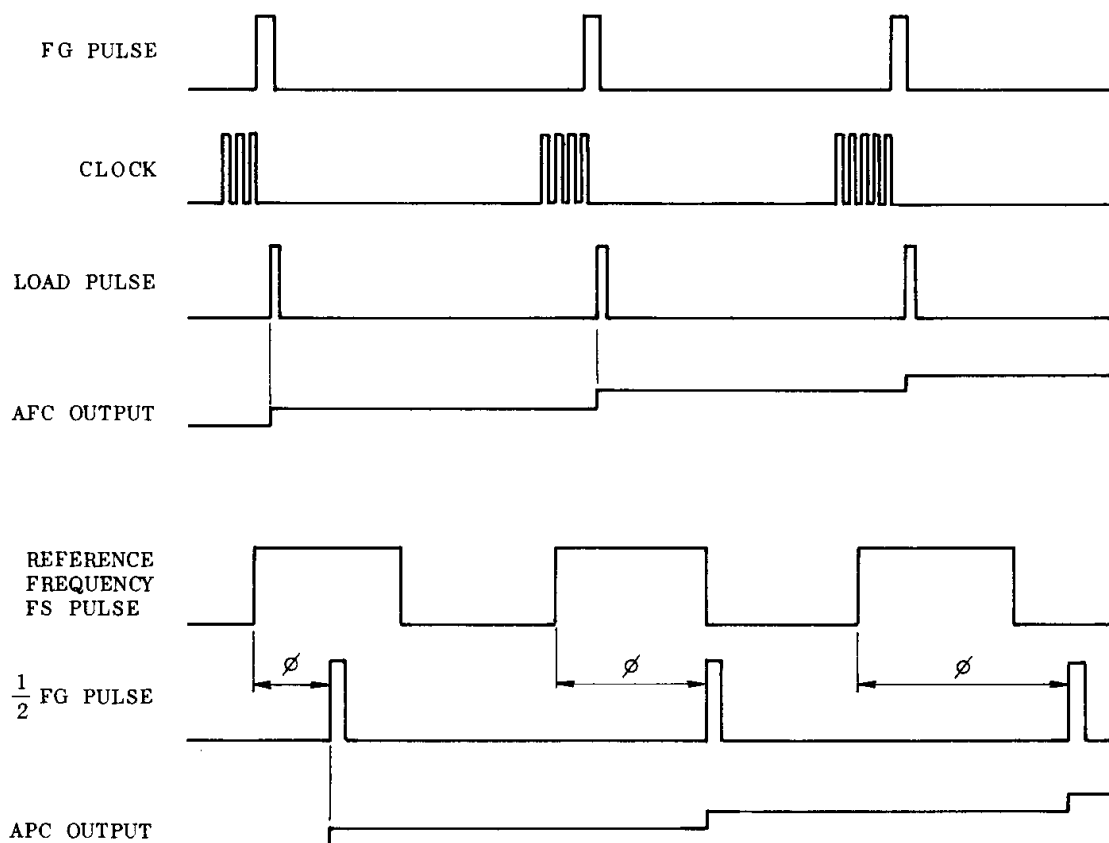 FG PULSE
CLOCK
LOAD PULSE
AFC OUTPUT
REFERENCE
FREQUENCY
FS PULSE
ø ø ø
1/2 FG PULSE
APC OUTPUT